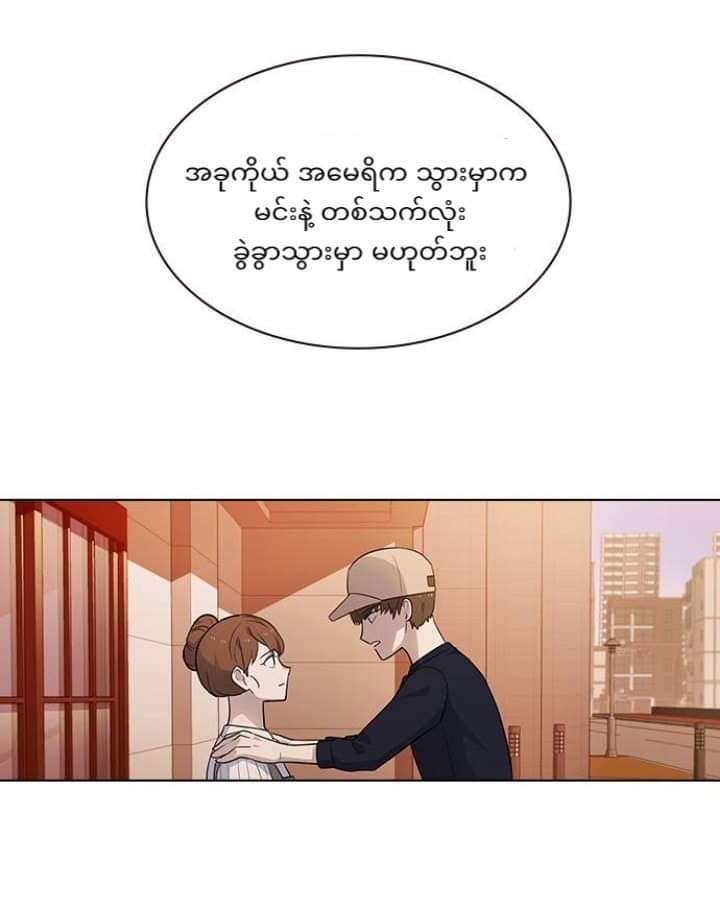 အခုကိုယ် အမေရိက သွားမှာက
မင်းနဲ့ တစ်သက်လုံး
ခွဲခွာသွားမှာ မဟုတ်ဘူး